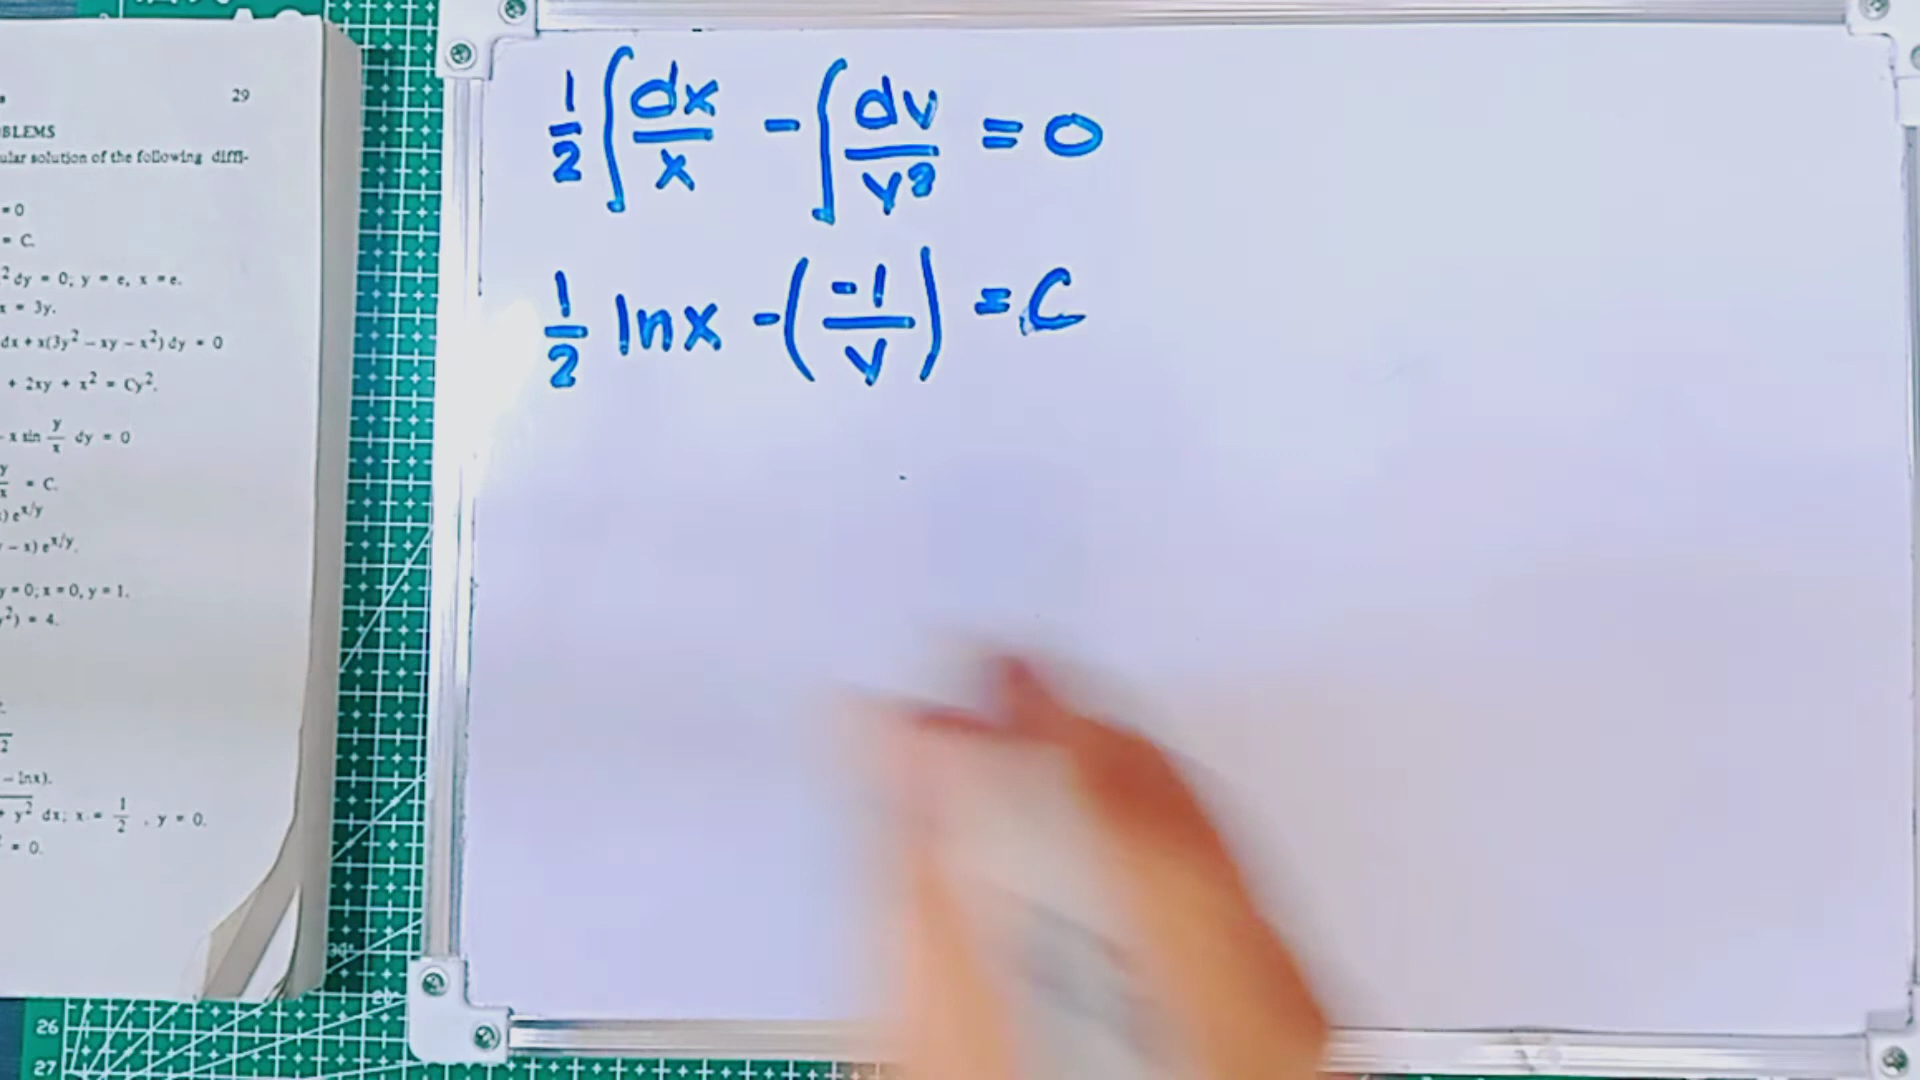 29
BLEMS
ular solution of the following diffi-
= 0
= C.
² dy = 0; y = e, x = e.
x = 3y.
dx + x(3y² – xy – x²) dy = 0
+ 2xy + x² = Cy².
- x sin y/x dy = 0
y/x = C.
) e^x/y
– x) e^x/y.
y = 0; x = 0, y = 1.
y²) = 4.
2
– lnx).
+ y² dx; x = 1/2 , y = 0.
= 0.
26
27
1/2 ∫ dx/x - ∫ dv/v² = 0
1/2 ln x - (-1/v) = C